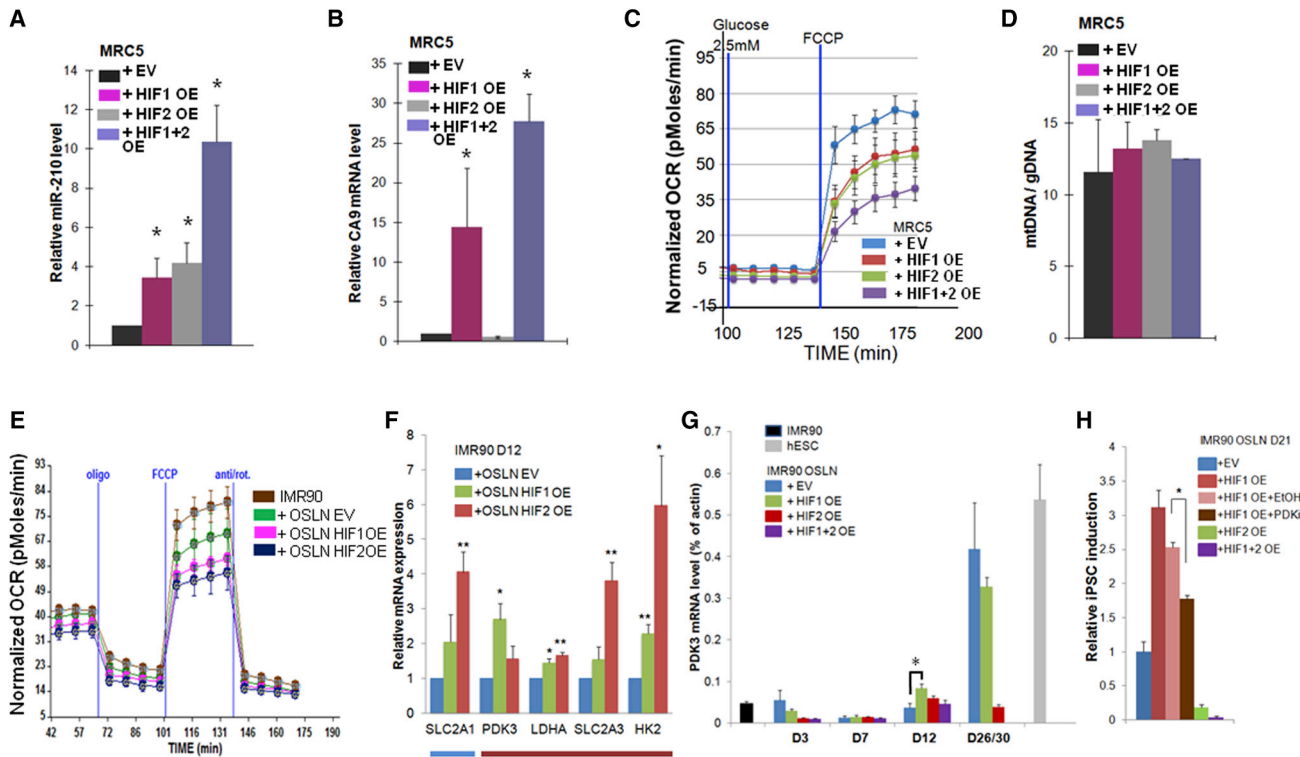 A
MRC5
+ EV
+ HIF1 OE
+ HIF2 OE
+ HIF1+2 OE
Relative miR-210 level
14
12
10
8
6
4
2
0
*
*
*
B
MRC5
+ EV
+ HIF1 OE
+ HIF2 OE
+ HIF1+2 OE
Relative CA9 mRNA level
35
30
25
20
15
10
5
0
*
*
C
Glucose
2.5mM
FCCP
Normalized OCR (pMoles/min)
95
80
65
50
35
20
5
-15
MRC5
+ EV
+ HIF1 OE
+ HIF2 OE
+ HIF1+2 OE
100 125 150 175 200
TIME (min)
D
MRC5
+ EV
+ HIF1 OE
+ HIF2 OE
+ HIF1+2 OE
mtDNA / gDNA
20
15
10
5
0
E
oligo
FCCP
anti/rot.
Normalized OCR (pMoles/min)
93
84
77
67
58
49
40
31
23
14
5
IMR90
+ OSLN EV
+ OSLN HIF1OE
+ OSLN HIF2OE
42 57 72 86 101 116 134 149 163 178 193
TIME (min)
F
IMR90 D12
+OSLN EV
+OSLN HIF1 OE
+OSLN HIF2 OE
Relative mRNA expression
8
7
6
5
4
3
2
1
0
**
*
*
**
**
**
*
SLC2A1 PDK3 LDHA SLC2A3 HK2
G
IMR90
hESC
IMR90 OSLN
+ EV
+ HIF1 OE
+ HIF2 OE
+ HIF1+2 OE
PDK3 mRNA level (% of actin)
0.7
0.6
0.5
0.4
0.3
0.2
0.1
0
*
D3 D7 D12 D26/30
H
IMR90 OSLN D21
+EV
+HIF1 OE
+HIF1 OE+EtOH
+HIF1 OE+PDKi
+HIF2 OE
+HIF1+2 OE
Relative iPSC induction
4
3.5
3
2.5
2
1.5
1
0.5
0
*